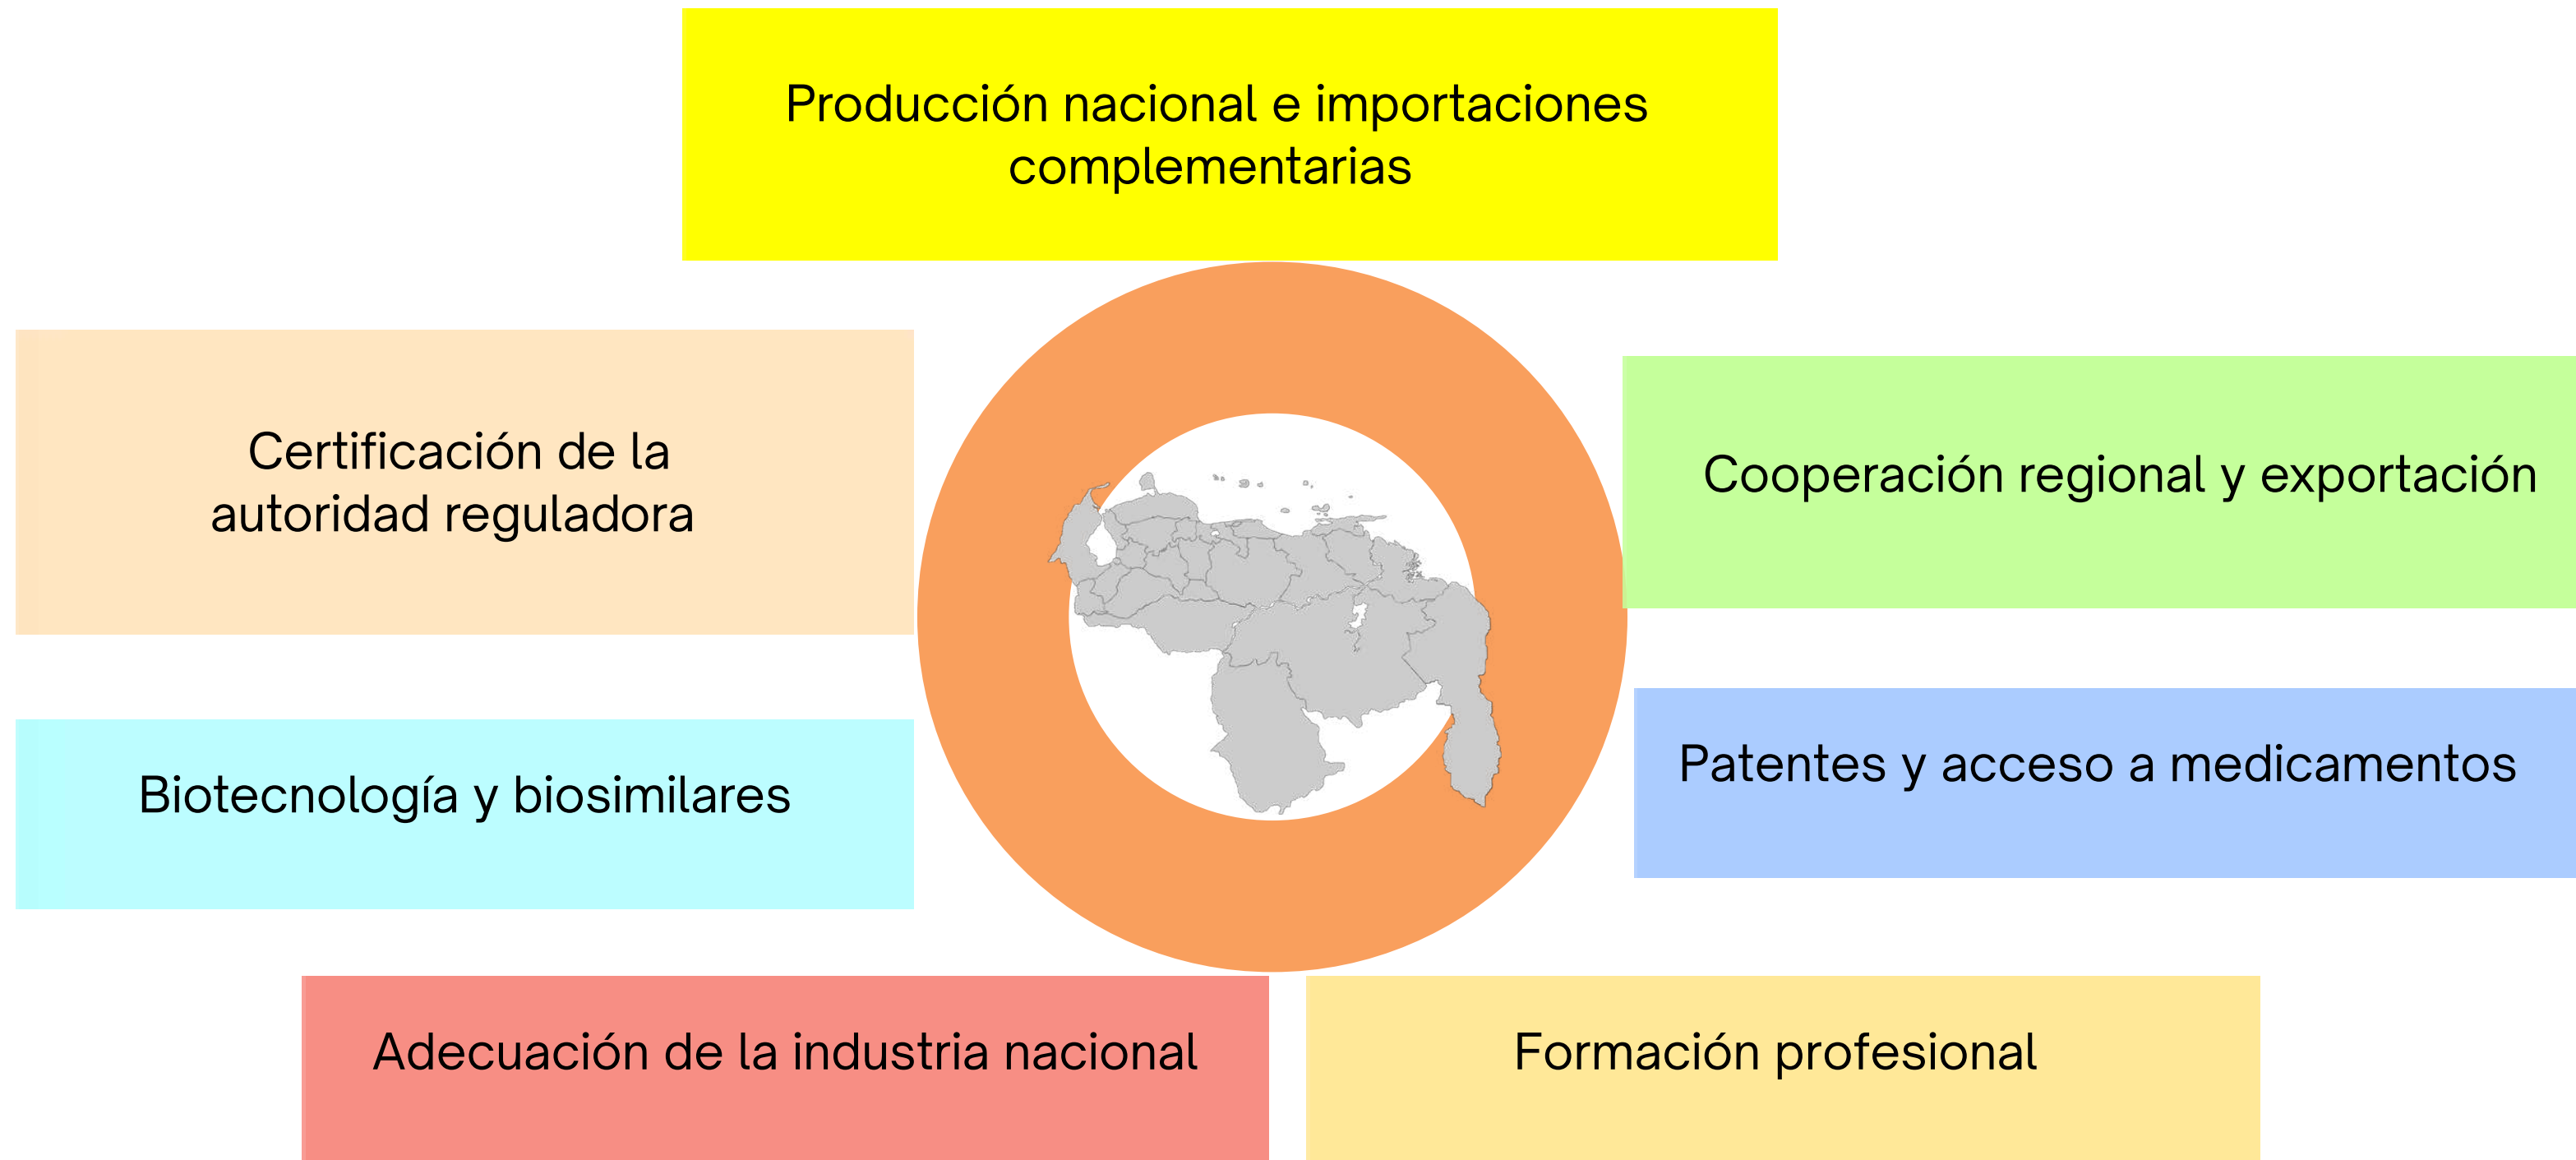 Producción nacional e importaciones
complementarias
Certificación de la
autoridad reguladora
Cooperación regional y exportación
Biotecnología y biosimilares
Patentes y acceso a medicamentos
Adecuación de la industria nacional
Formación profesional